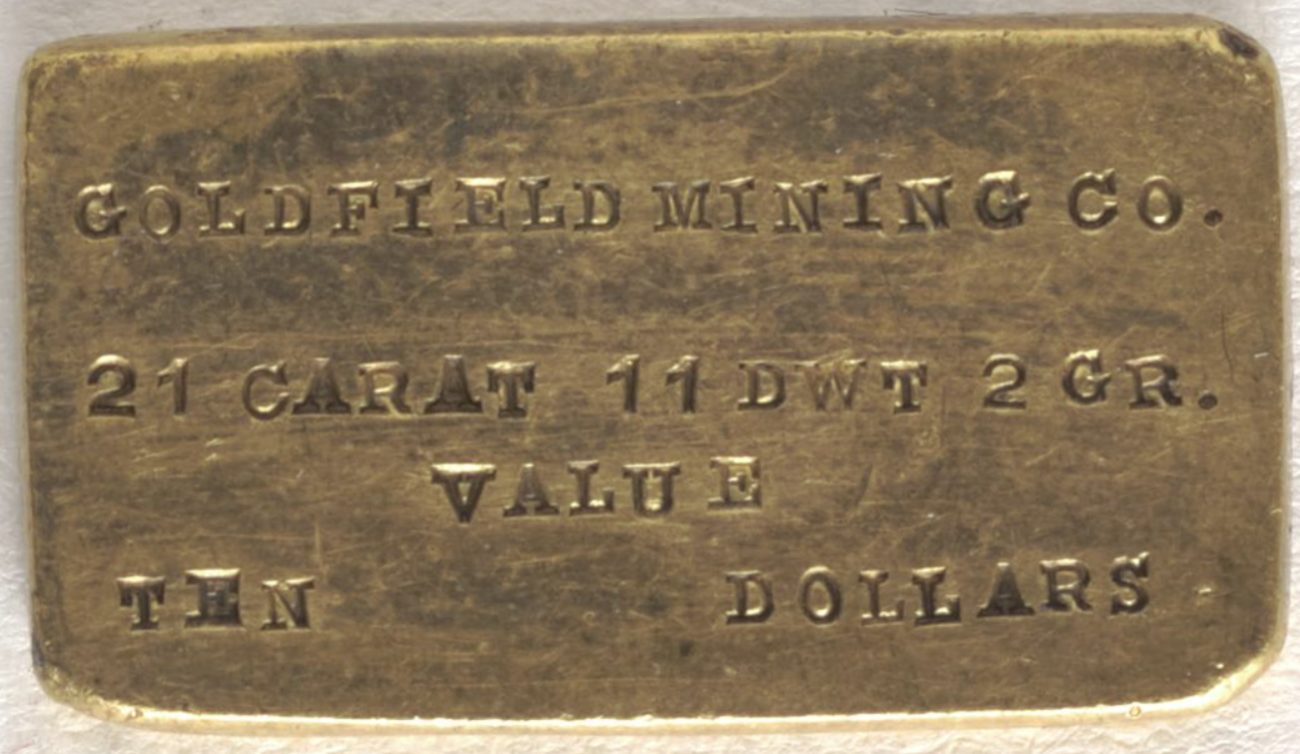 GOLDFIELD MINING CO.
21 CARAT 11 DWT 2 GR.
VALUE
TEN DOLLARS